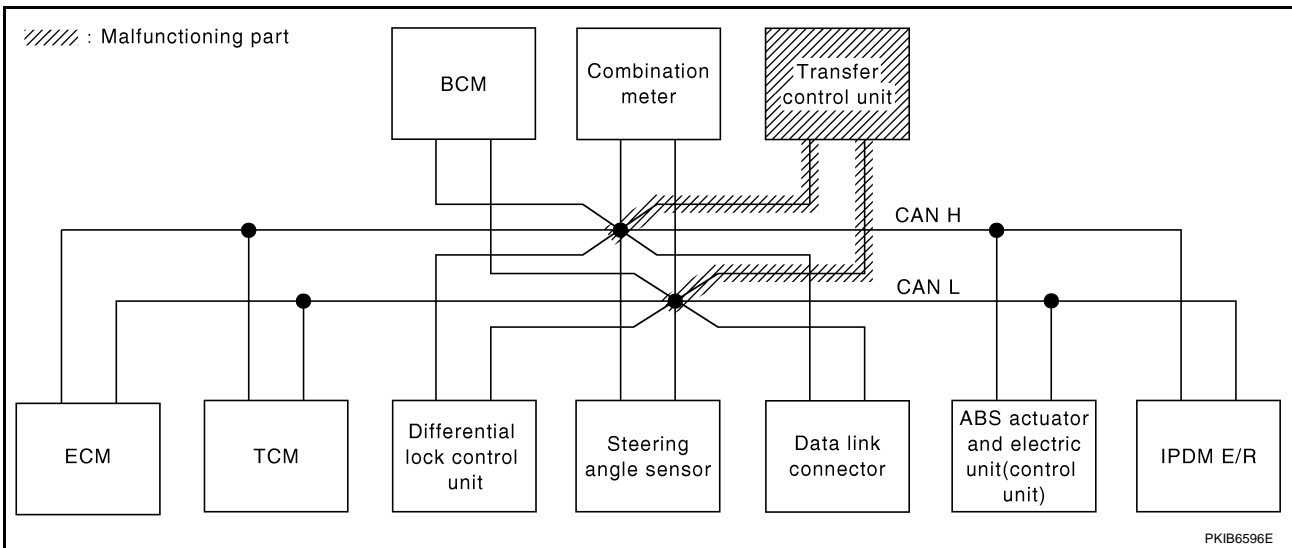 : Malfunctioning part
BCM
Combination
meter
Transfer
control unit
CAN H
CAN L
ECM
TCM
Differential
lock control
unit
Steering
angle sensor
Data link
connector
ABS actuator
and electric
unit(control
unit)
IPDM E/R
PKIB6596E